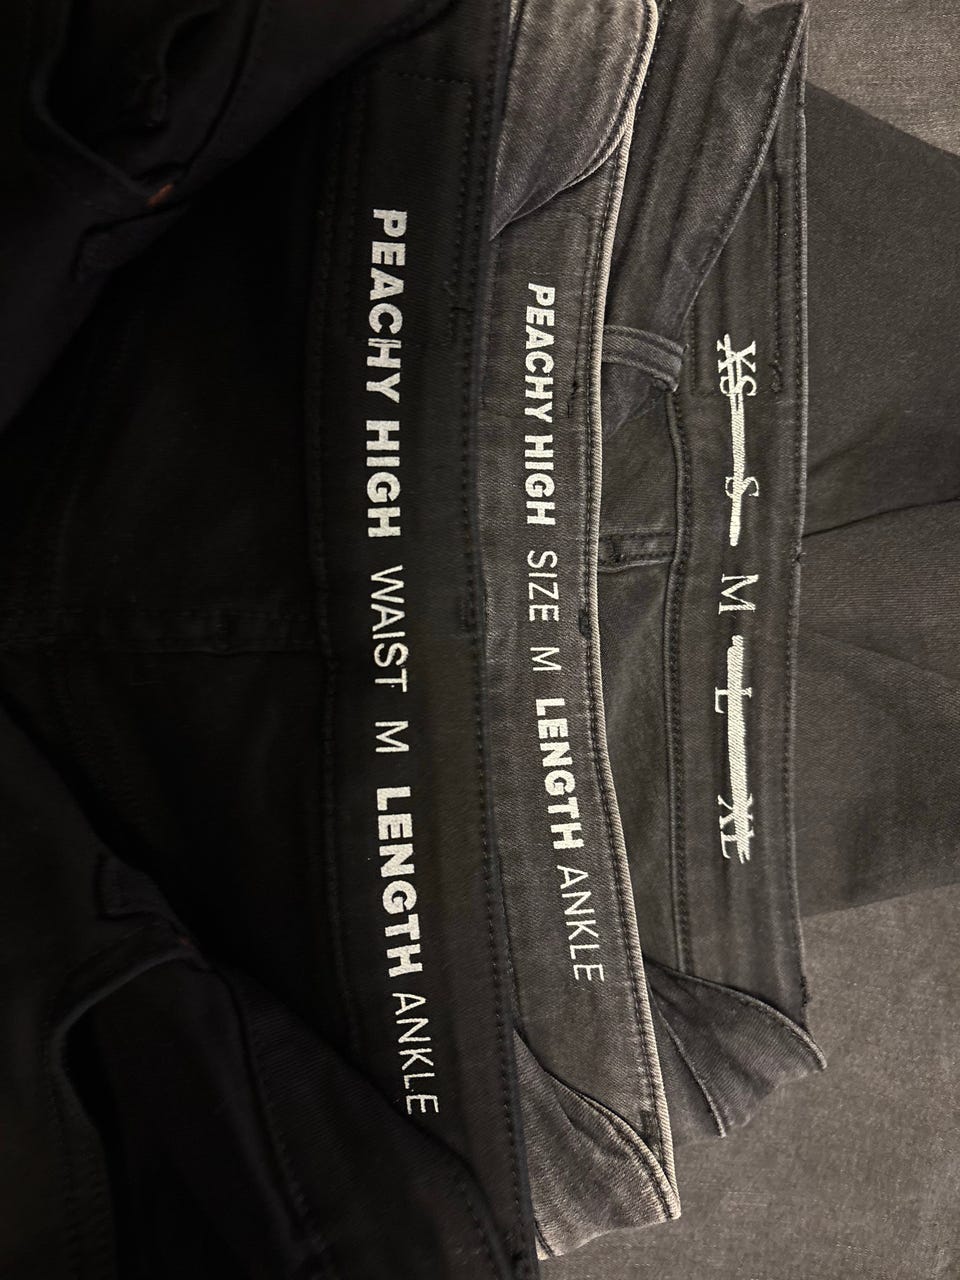 PEACHY HIGH WAIST M LENGTH ANKLE
PEACHY HIGH SIZE M LENGTH ANKLE
XS S M L XL